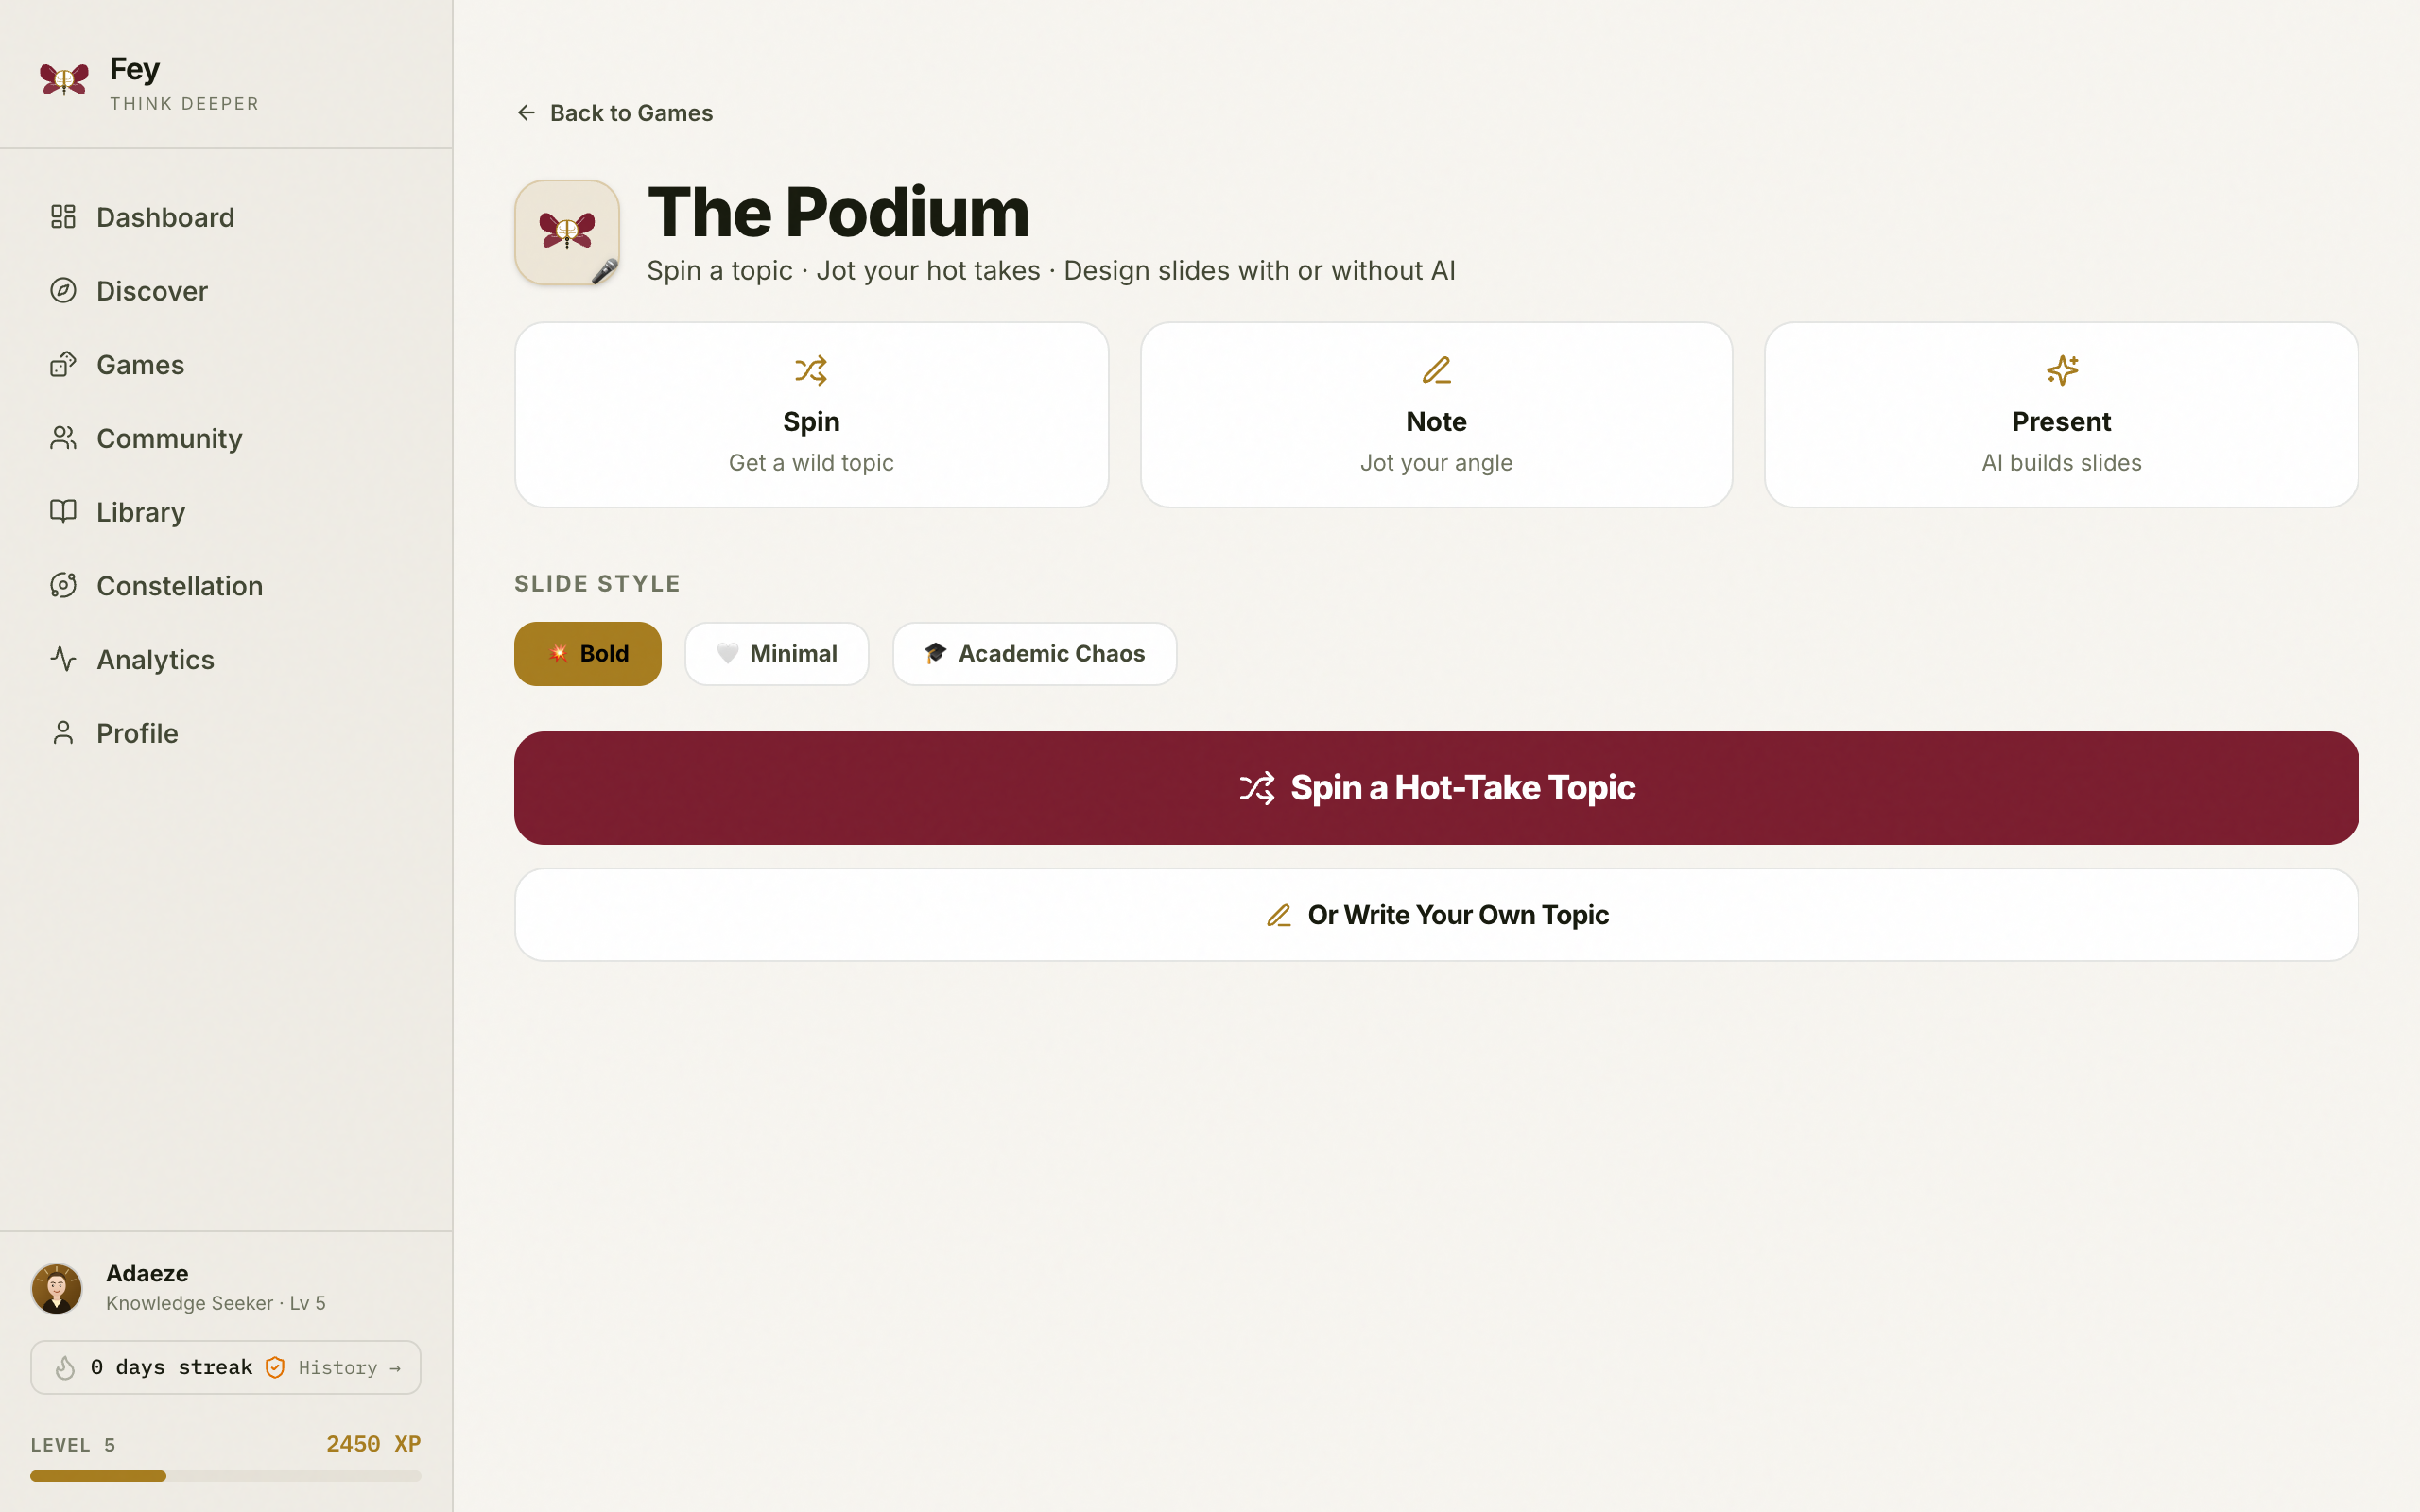 Fey
THINK DEEPER
Dashboard
Discover
Games
Community
Library
Constellation
Analytics
Profile
Adaeze
Knowledge Seeker · Lv 5
0 days streak History →
LEVEL 5 2450 XP
← Back to Games
The Podium
Spin a topic · Jot your hot takes · Design slides with or without AI
Spin
Get a wild topic
Note
Jot your angle
Present
AI builds slides
SLIDE STYLE
💥 Bold
🤍 Minimal
🎓 Academic Chaos
Spin a Hot-Take Topic
Or Write Your Own Topic